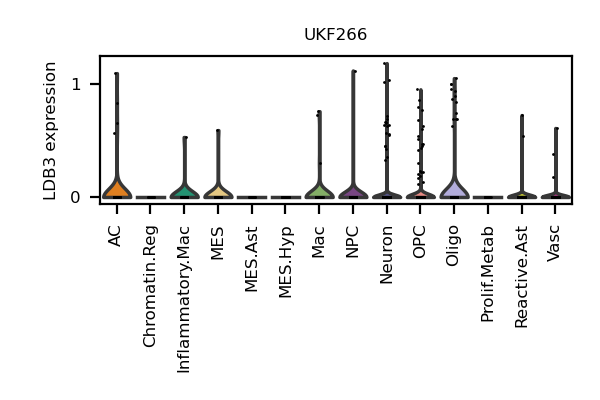 UKF266
LDB3 expression
1
0
AC
Chromatin.Reg
Inflammatory.Mac
MES
MES.Ast
MES.Hyp
Mac
NPC
Neuron
OPC
Oligo
Prolif.Metab
Reactive.Ast
Vasc